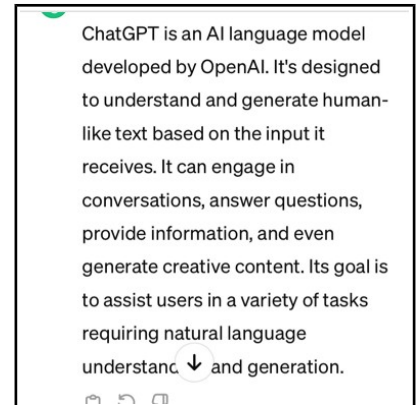 ChatGPT is an AI language model
developed by OpenAI. It's designed
to understand and generate human-
like text based on the input it
receives. It can engage in
conversations, answer questions,
provide information, and even
generate creative content. Its goal is
to assist users in a variety of tasks
requiring natural language
and generation.